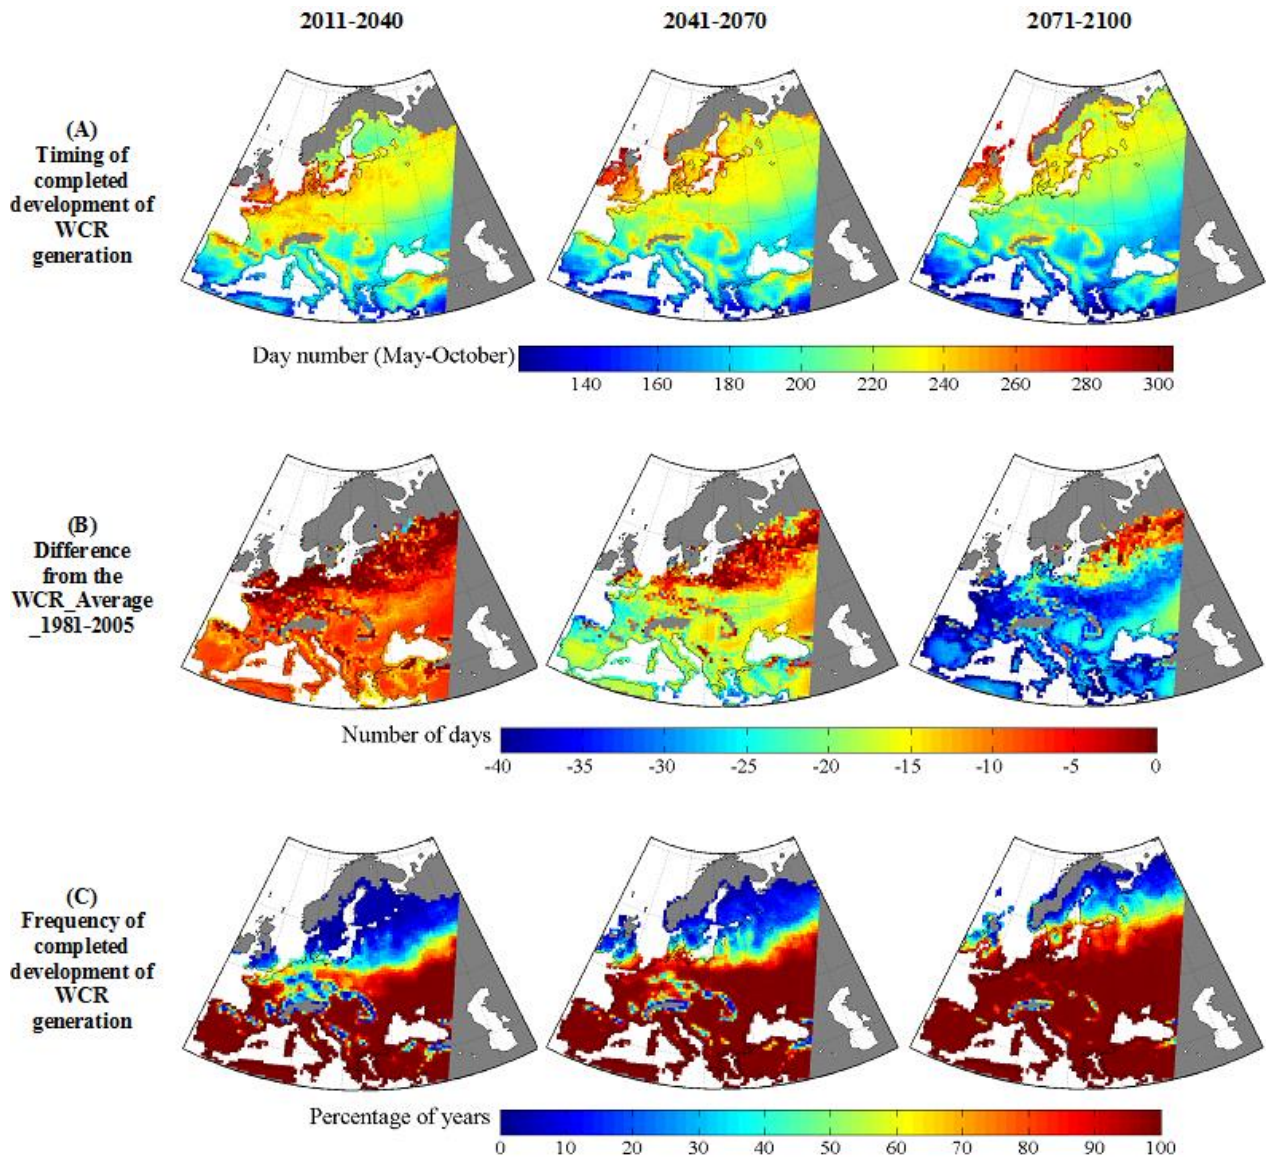 2011-2040
2041-2070
2071-2100
(A)
Timing of
completed
development of
WCR
generation
Day number (May-October)
140 160 180 200 220 240 260 280 300
(B)
Difference
from the
WCR_Average
_1981-2005
Number of days
-40 -35 -30 -25 -20 -15 -10 -5 0
(C)
Frequency of
completed
development of
WCR
generation
Percentage of years
0 10 20 30 40 50 60 70 80 90 100